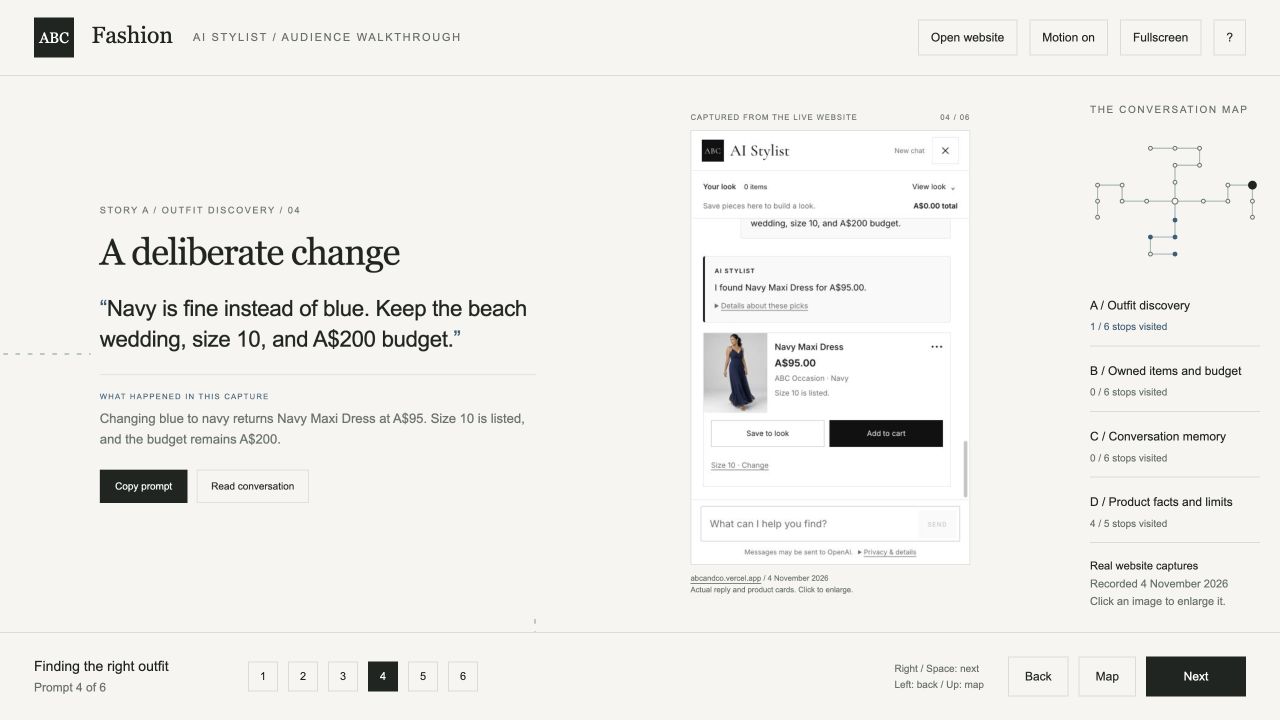 ABC
Fashion
AI STYLIST / AUDIENCE WALKTHROUGH
Open website
Motion on
Fullscreen
?
STORY A / OUTFIT DISCOVERY / 04
A deliberate change
“Navy is fine instead of blue. Keep the beach
wedding, size 10, and A$200 budget.”
WHAT HAPPENED IN THIS CAPTURE
Changing blue to navy returns Navy Maxi Dress at A$95. Size 10 is listed,
and the budget remains A$200.
Copy prompt
Read conversation
CAPTURED FROM THE LIVE WEBSITE
04 / 06
ABC
AI Stylist
New chat
×
Your look 0 items
View look
Save pieces here to build a look.
A$0.00 total
wedding, size 10, and A$200 budget.
AI STYLIST
I found Navy Maxi Dress for A$95.00.
Details about these picks
Navy Maxi Dress
A$95.00
ABC Occasion · Navy
Size 10 is listed.
Save to look
Add to cart
Size 10 · Change
What can I help you find?
SEND
Messages may be sent to OpenAI. Privacy & details
abcandco.vercel.app / 4 November 2026
Actual reply and product cards. Click to enlarge.
THE CONVERSATION MAP
A / Outfit discovery
1 / 6 stops visited
B / Owned items and budget
0 / 6 stops visited
C / Conversation memory
0 / 6 stops visited
D / Product facts and limits
4 / 5 stops visited
Real website captures
Recorded 4 November 2026
Click an image to enlarge it.
Finding the right outfit
Prompt 4 of 6
1
2
3
4
5
6
Right / Space: next
Left: back / Up: map
Back
Map
Next